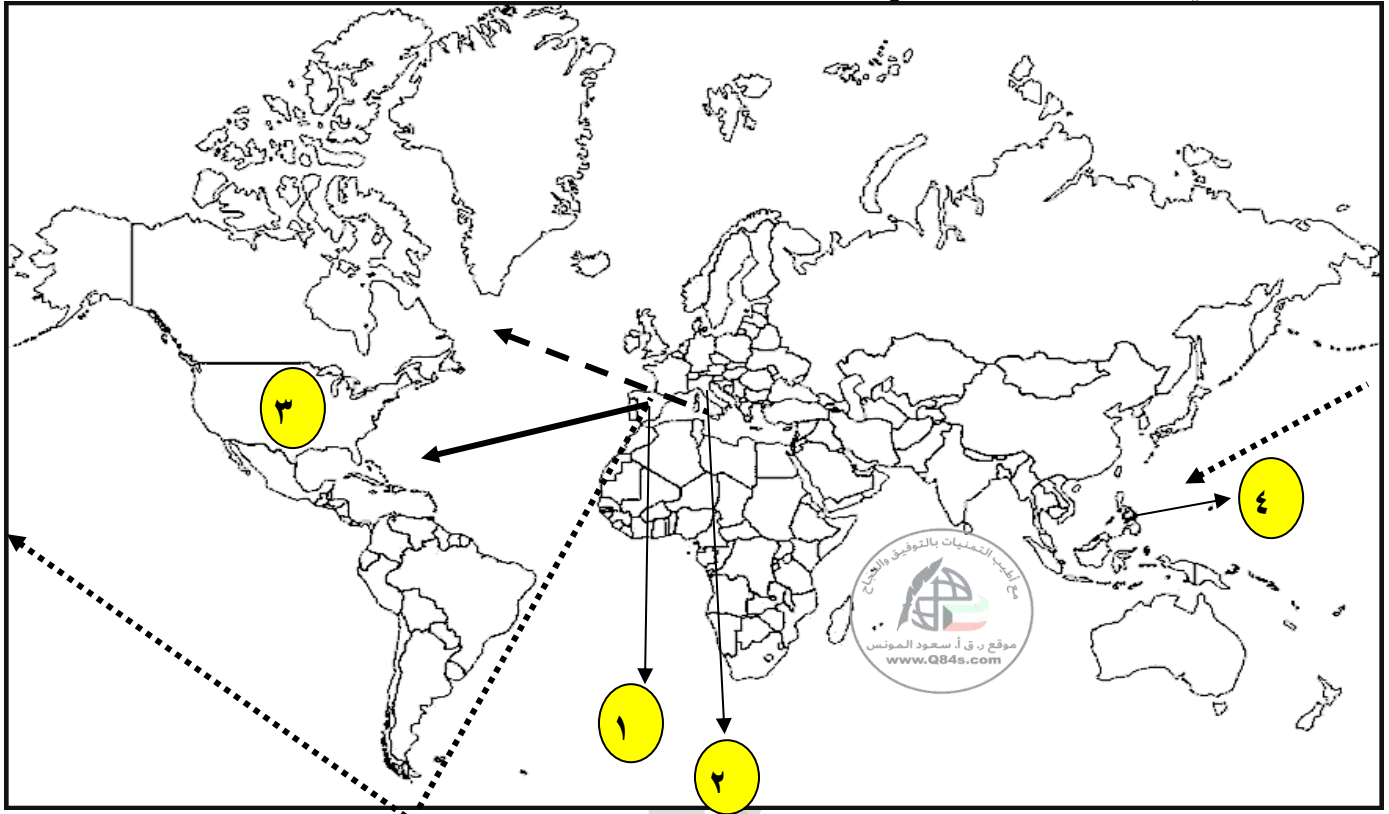 ٣
٤
مع أطيب التمنيات بالتوفيق والنجاح
موقع ر. ق أ. سعود المونس
www.Q84s.com
١
٢